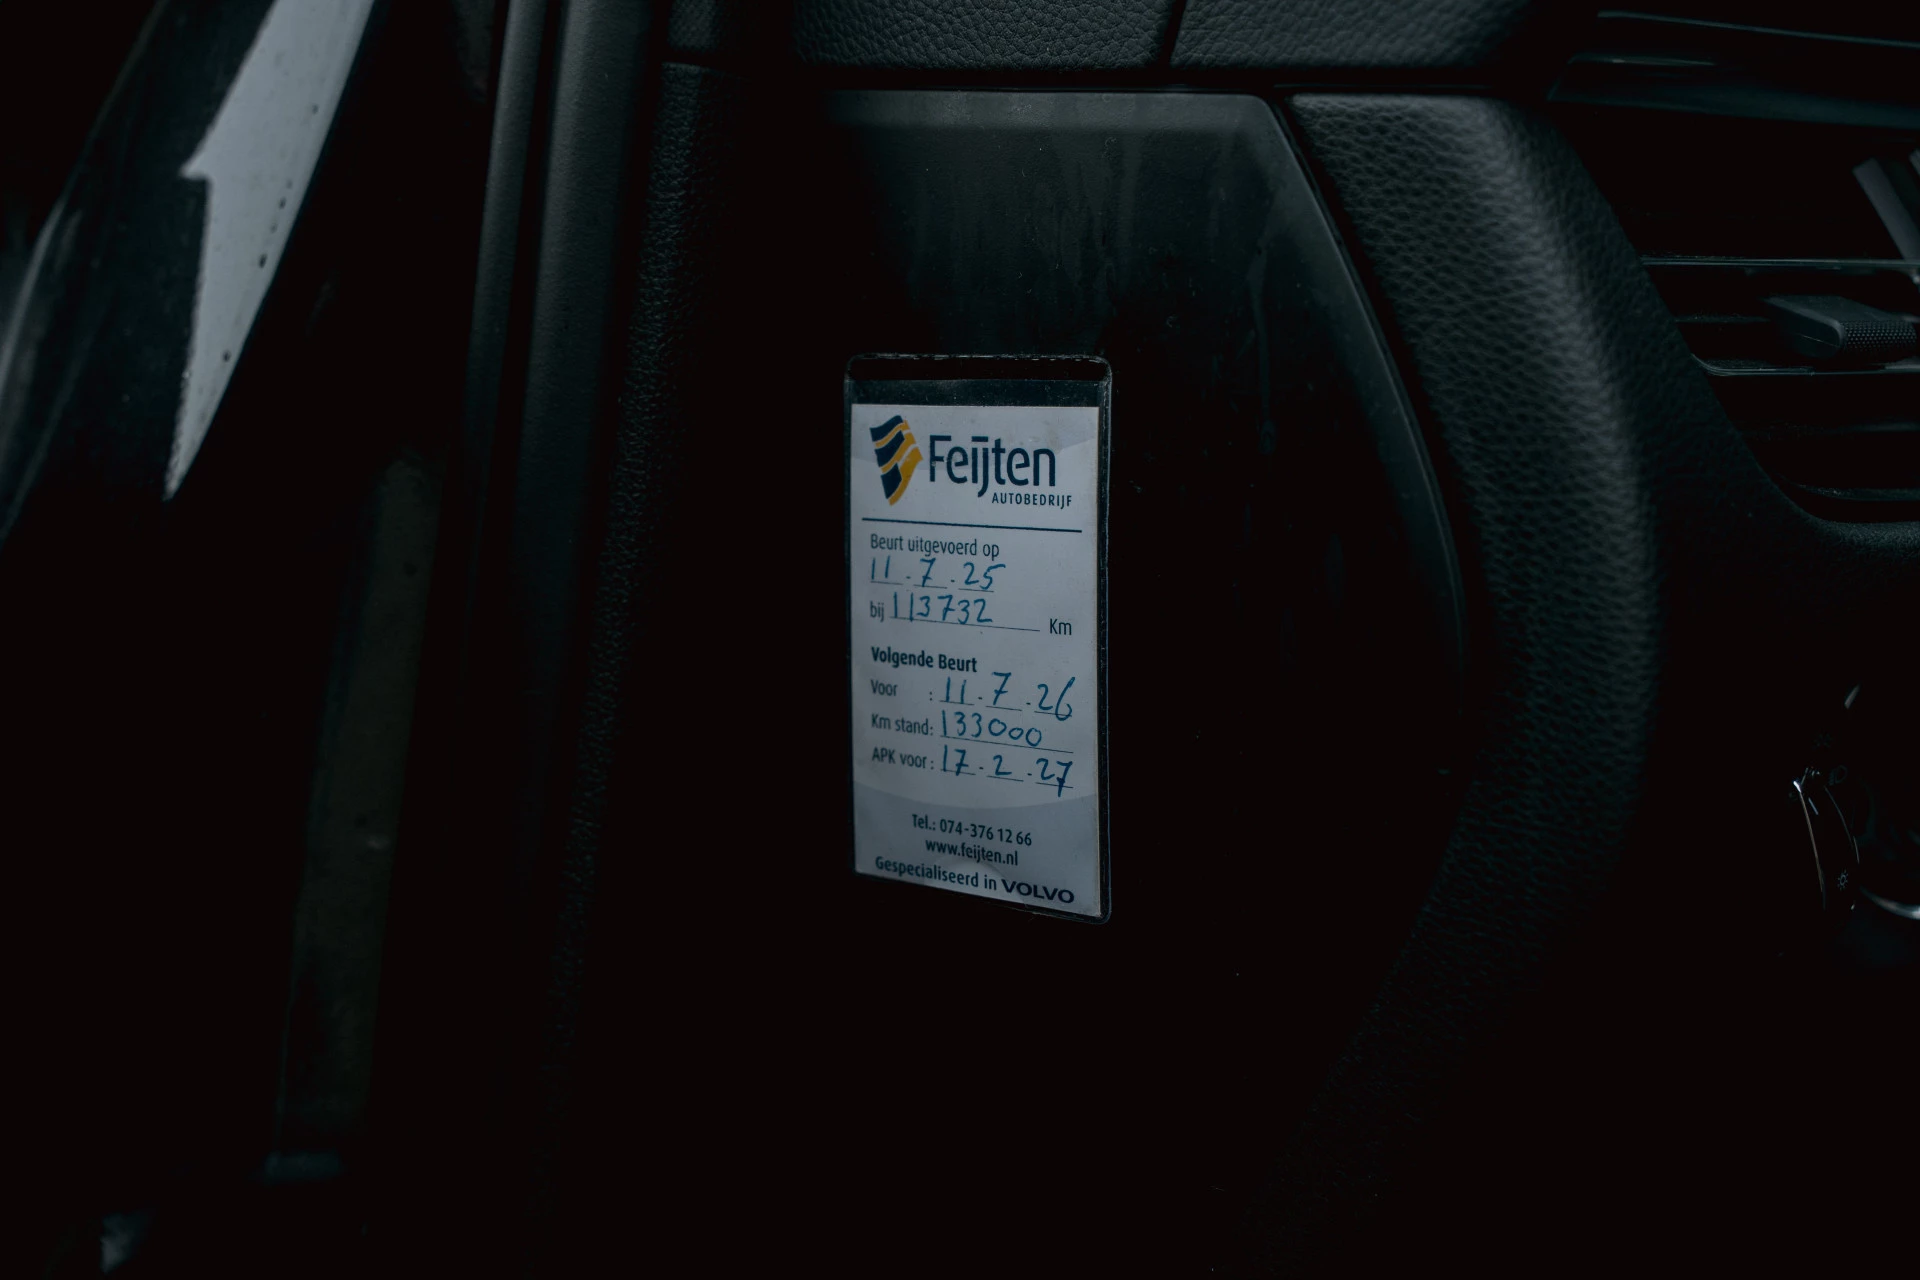 Feijten
AUTOBEDRIJF
Beurt uitgevoerd op
11.7.25
bij 113732 Km
Volgende Beurt
Voor : 11.7.26
Km stand: 133000
APK voor: 17.2.27
Tel.: 074-376 12 66
www.feijten.nl
Gespecialiseerd in VOLVO